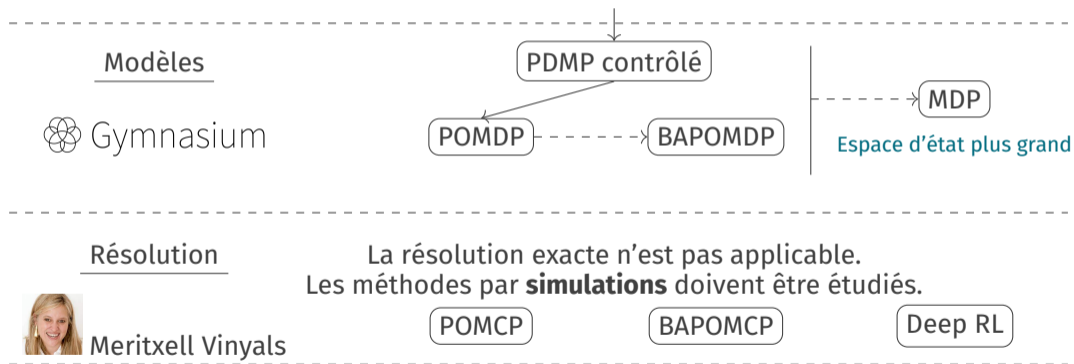 Modèles
Gymnasium
PDMP contrôlé
POMDP
BAPOMDP
MDP
Espace d'état plus grand
Résolution
La résolution exacte n'est pas applicable.
Les méthodes par simulations doivent être étudiés.
Meritxell Vinyals
POMCP
BAPOMCP
Deep RL